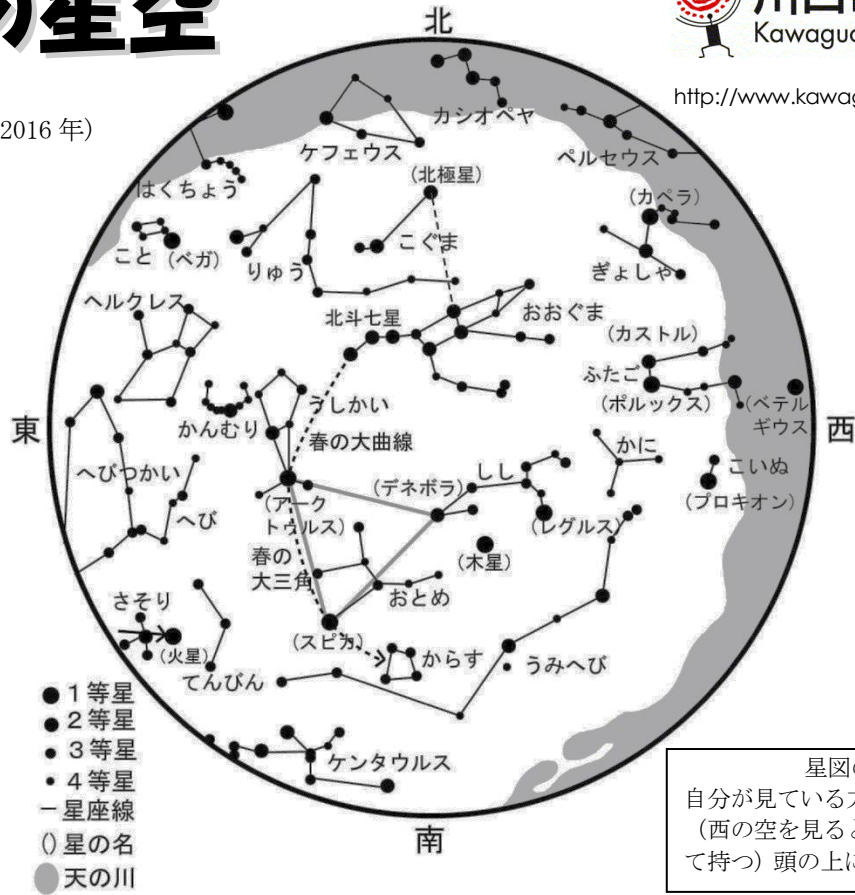 の星空
Kawaguc
http://www.kawag
2016 年)
北
カシオペヤ
ケフェウス
ペルセウス
はくちょう
(北極星)
(カペラ)
こと (ベガ)
りゅう
こぐま
ぎょしゃ
ヘルクレス
北斗七星
おおぐま
(カストル)
ふたご
(ポルックス)
(ベテル
ギウス
うしかい
かんむり
春の大曲線
東
西
かに
へびつかい
しし
こいぬ
(デネボラ)
(プロキオン)
(アーク
トゥルス)
へび
(レグルス)
春の
大三角
(木星)
おとめ
さそり
(火星)
(スピカ)
からす
うみへび
てんびん
ケンタウルス
南
1等星
2等星
3等星
4等星
星座線
() 星の名
天の川
星図の
自分が見ている
(西の空を見ると
て持つ) 頭の上に